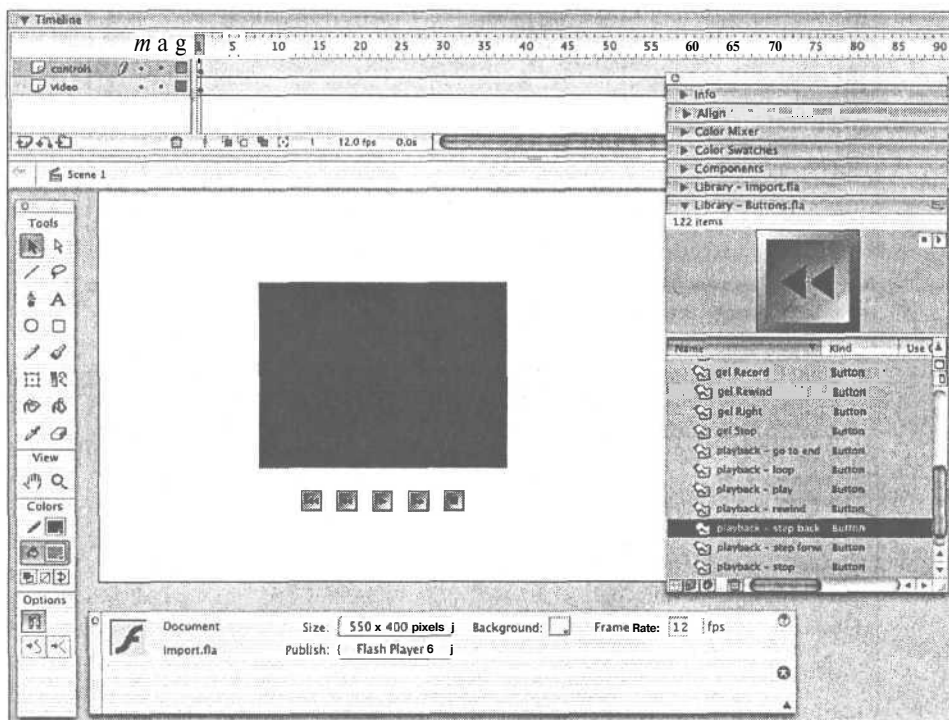 Timeline
m a g 1 5 10 15 20 25 30 35 40 45 50 55 60 65 70 75 80 85 90
controls
video
1 12.0 fps 0.0s
Scene 1
Tools
A
View
Colors
Options
Info
Align
Color Mixer
Color Swatches
Components
Library - Import.fla
Library - Buttons.fla
122 items
Name Kind Use
gel Record Button
gel Rewind Button
gel Right Button
gel Stop Button
playback - go to end Button
playback - loop Button
playback - play Button
playback - rewind Button
playback - step back Button
playback - step forw Button
playback - stop Button
Document Size. 550 x 400 pixels j Background: Frame Rate: 12 fps
Import.fla Publish: ( Flash Player 6 j